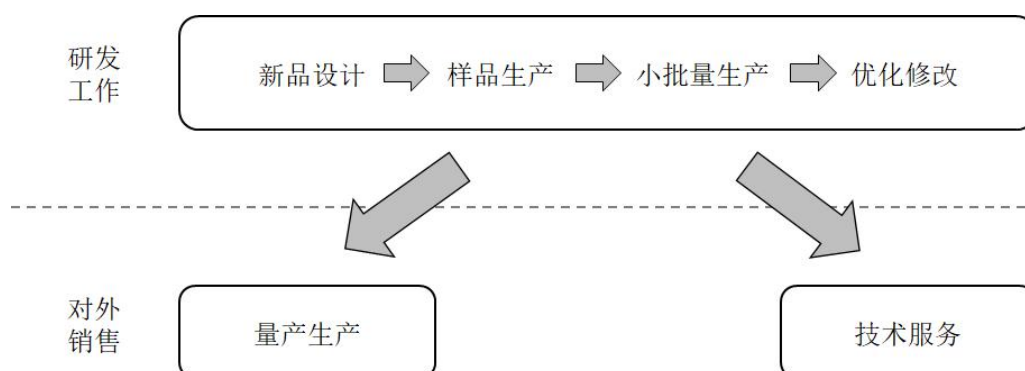 研发
工作
新品设计 样品生产 小批量生产 优化修改
对外
销售
量产生产 技术服务